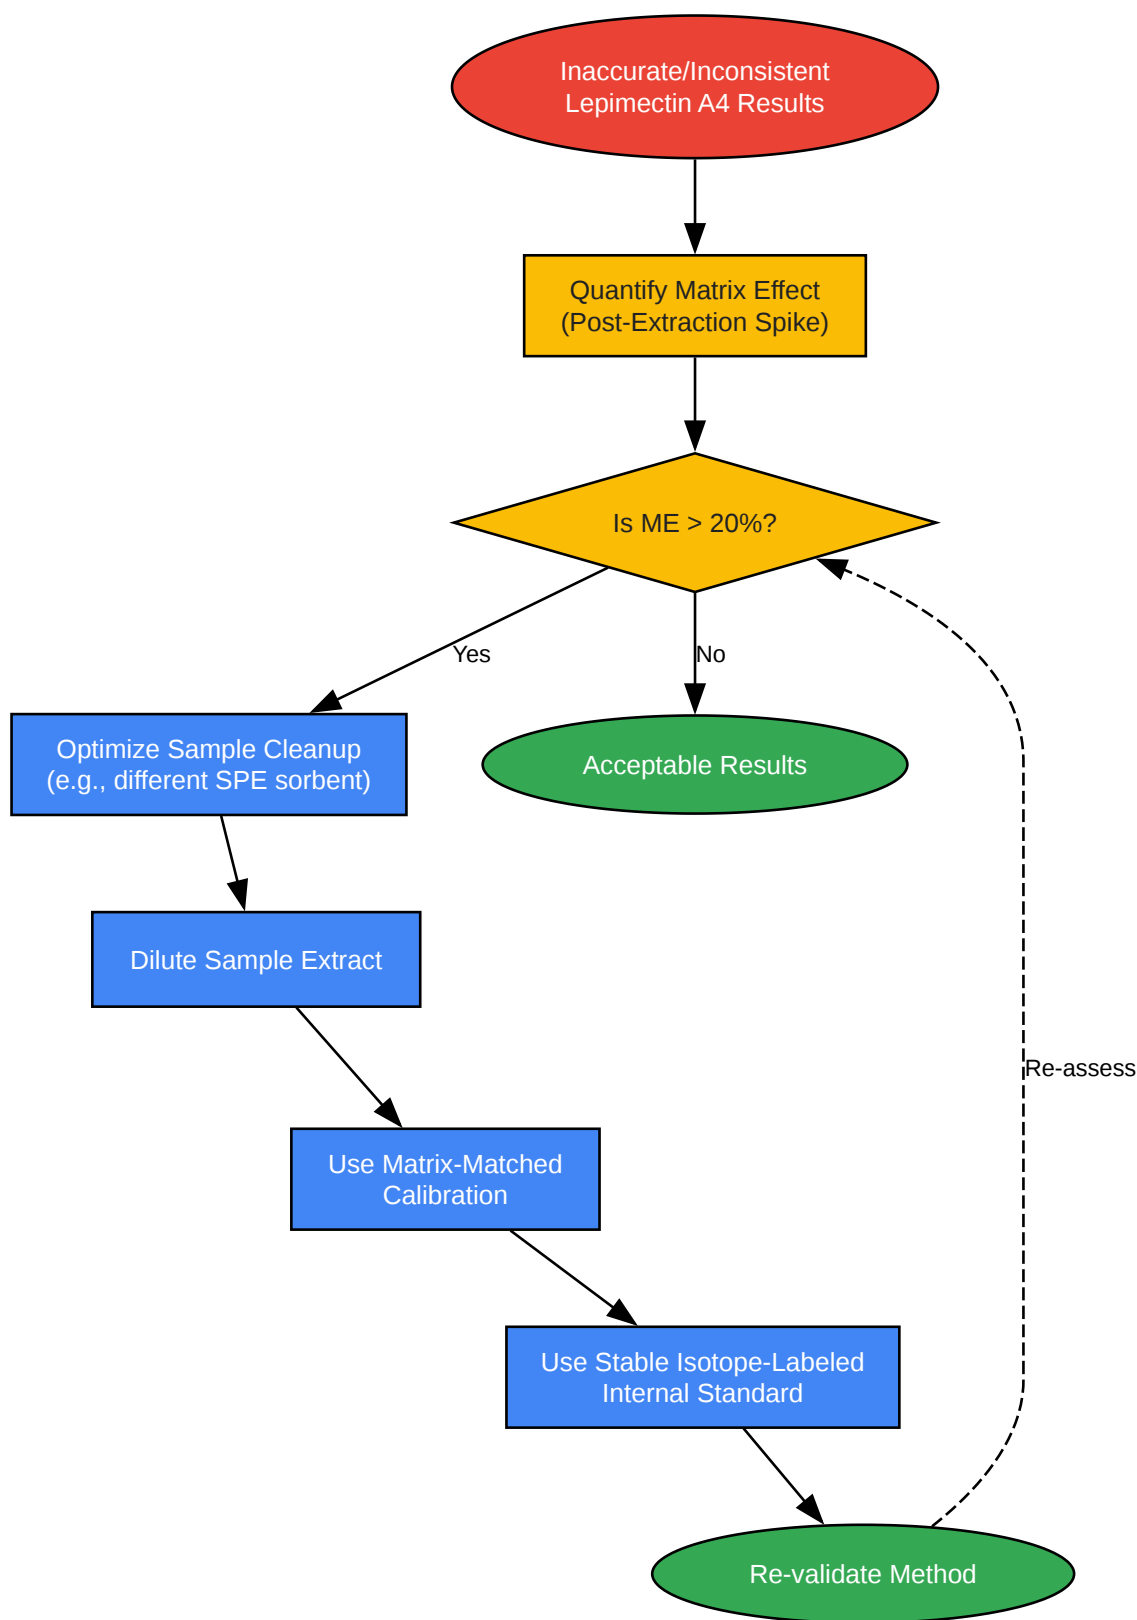 Inaccurate/Inconsistent
Lepimectin A4 Results
Quantify Matrix Effect
(Post-Extraction Spike)
Is ME > 20%?
Yes
No
Optimize Sample Cleanup
(e.g., different SPE sorbent)
Acceptable Results
Dilute Sample Extract
Re-assess
Use Matrix-Matched
Calibration
Use Stable Isotope-Labeled
Internal Standard
Re-validate Method